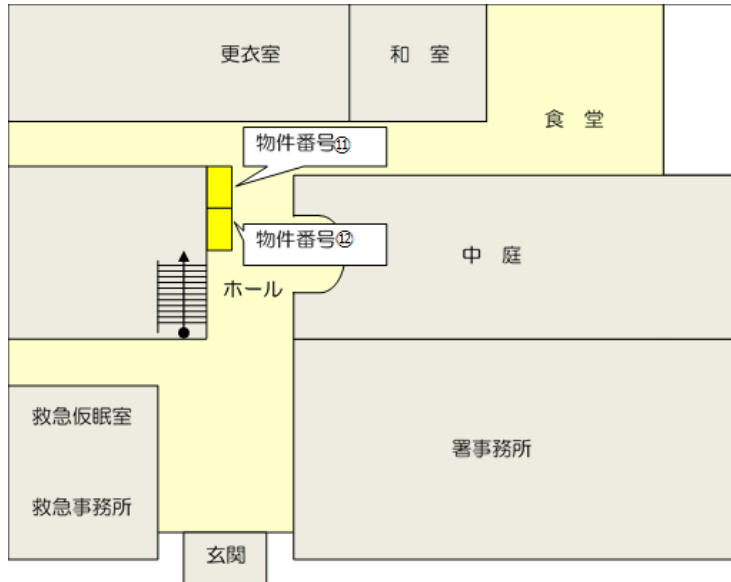 更衣室
和　室
食　堂
物件番号⑪
物件番号⑫
中　庭
ホール
救急仮眠室
署事務所
救急事務所
玄関